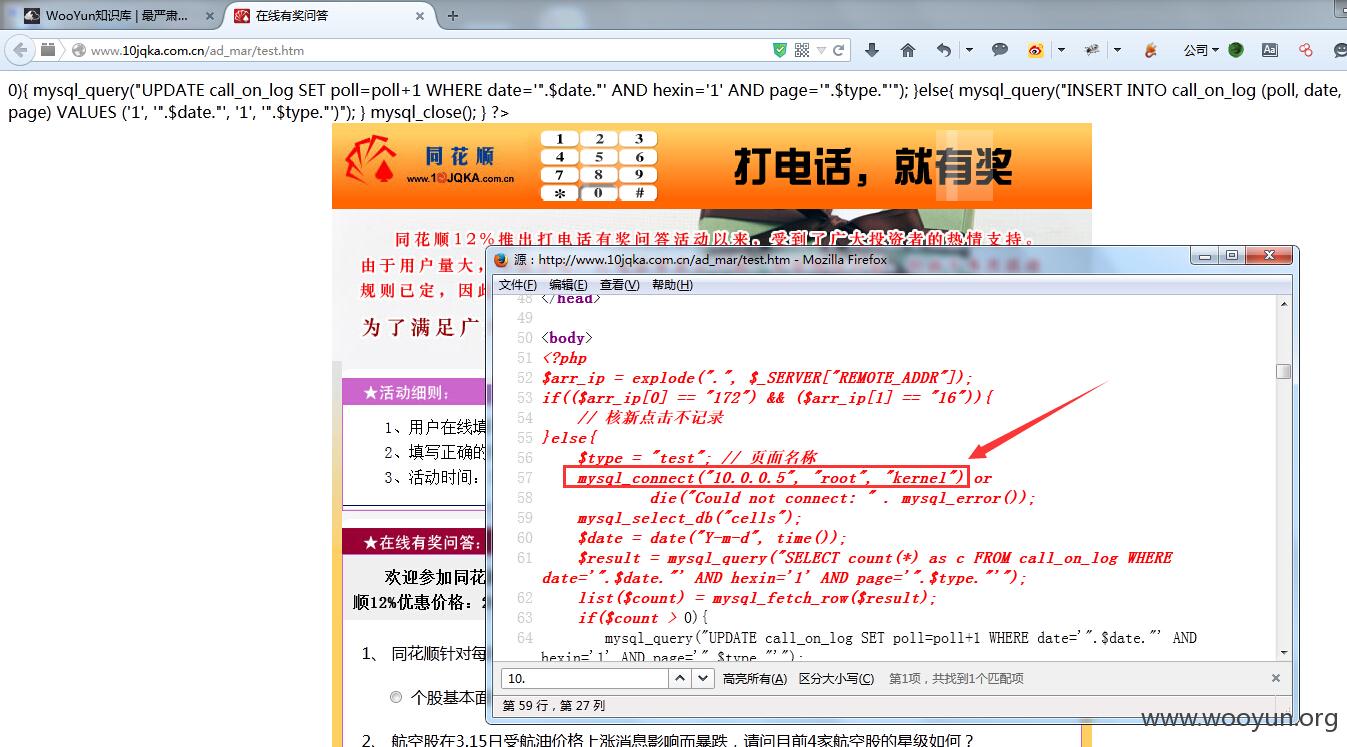 WooYun知识库 | 最严肃...
在线有奖问答
www.10jqka.com.cn/ad_mar/test.htm
公司
0){ mysql_query("UPDATE call_on_log SET poll=poll+1 WHERE date='".$date."' AND hexin='1' AND page='".$type."'"); }else{ mysql_query("INSERT INTO call_on_log (poll, date,
page) VALUES ('1', '".$date."', '1', '".$type."')"); } mysql_close(); } ?>
同花顺
www.10JQKA.com.cn
1 2 3
4 5 6
7 8 9
* 0 #
打电话，就有奖
同花顺12%推出打电话有奖问答活动以来，受到了广大投资者的热情支持。
由于用户量大，
规则已定，因此
为了满足广
★活动细则：
1、用户在线填
2、填写正确的
3、活动时间：
★在线有奖问答：
欢迎参加同花
顺12%优惠价格：
1、 同花顺针对每
个股基本面
2、 航空股在3.15日受航油价格上涨消息影响而暴跌，请问目前4家航空股的星级如何？
源：http://www.10jqka.com.cn/ad_mar/test.htm - Mozilla Firefox
文件(F) 编辑(E) 查看(V) 帮助(H)
48 </head>
49
50 <body>
51 <?php
52 $arr_ip = explode(".", $_SERVER["REMOTE_ADDR"]);
53 if(($arr_ip[0] == "172") && ($arr_ip[1] == "16")){
54 // 核新点击不记录
55 }else{
56 $type = "test"; // 页面名称
57 mysql_connect("10.0.0.5", "root", "kernel") or
58 die("Could not connect: " . mysql_error());
59 mysql_select_db("cells");
60 $date = date("Y-m-d", time());
61 $result = mysql_query("SELECT count(*) as c FROM call_on_log WHERE
date='".$date."' AND hexin='1' AND page='".$type."'");
62 list($count) = mysql_fetch_row($result);
63 if($count > 0){
64 mysql_query("UPDATE call_on_log SET poll=poll+1 WHERE date='".$date."' AND
hexin='1' AND page='".$type."'");
10.
高亮所有(A) 区分大小写(C) 第1项，共找到1个匹配项
第 59 行，第 27 列
www.wooyun.org